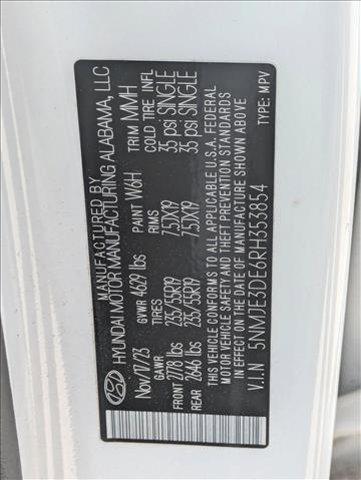 MANUFACTURED BY
HYUNDAI MOTOR MANUFACTURING ALABAMA, LLC
Nov/17/23 GVWR 4629 lbs PAINT W6H TRIM MMH
GAWR TIRES RIMS COLD TIRE INFL
FRONT 2778 lbs 235/55R19 7.5JX19 35 psi SINGLE
REAR 2646 lbs 235/55R19 7.5JX19 35 psi SINGLE
THIS VEHICLE CONFORMS TO ALL APPLICABLE U.S.A. FEDERAL
MOTOR VEHICLE SAFETY AND THEFT PREVENTION STANDARDS
IN EFFECT ON THE DATE OF MANUFACTURE SHOWN ABOVE.
V.I.N 5NMJE3DE6RH353854 TYPE: MPV